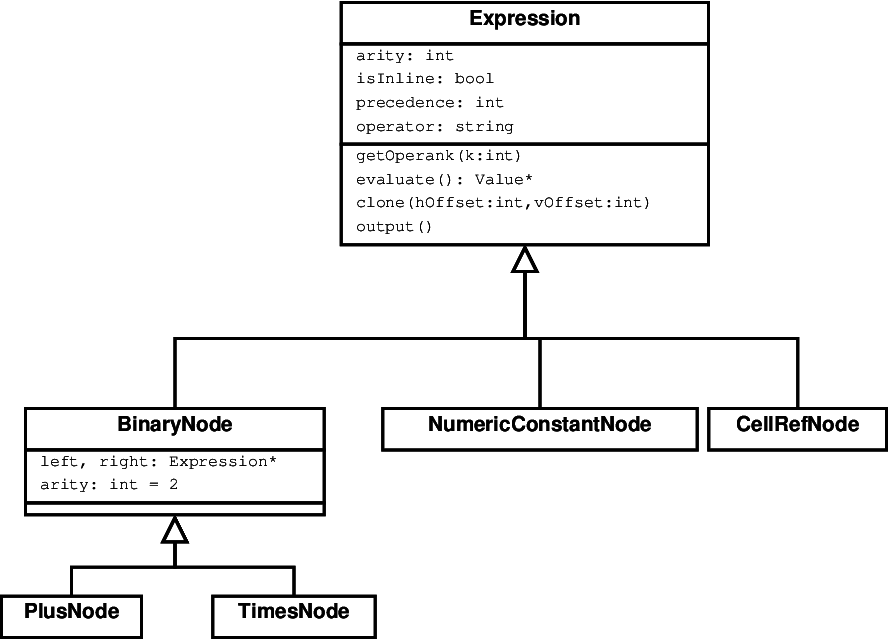 Expression
arity: int
isInline: bool
precedence: int
operator: string
getOperank(k:int)
evaluate(): Value*
clone(hOffset:int,vOffset:int)
output()
BinaryNode
left, right: Expression*
arity: int = 2
NumericConstantNode
CellRefNode
PlusNode
TimesNode